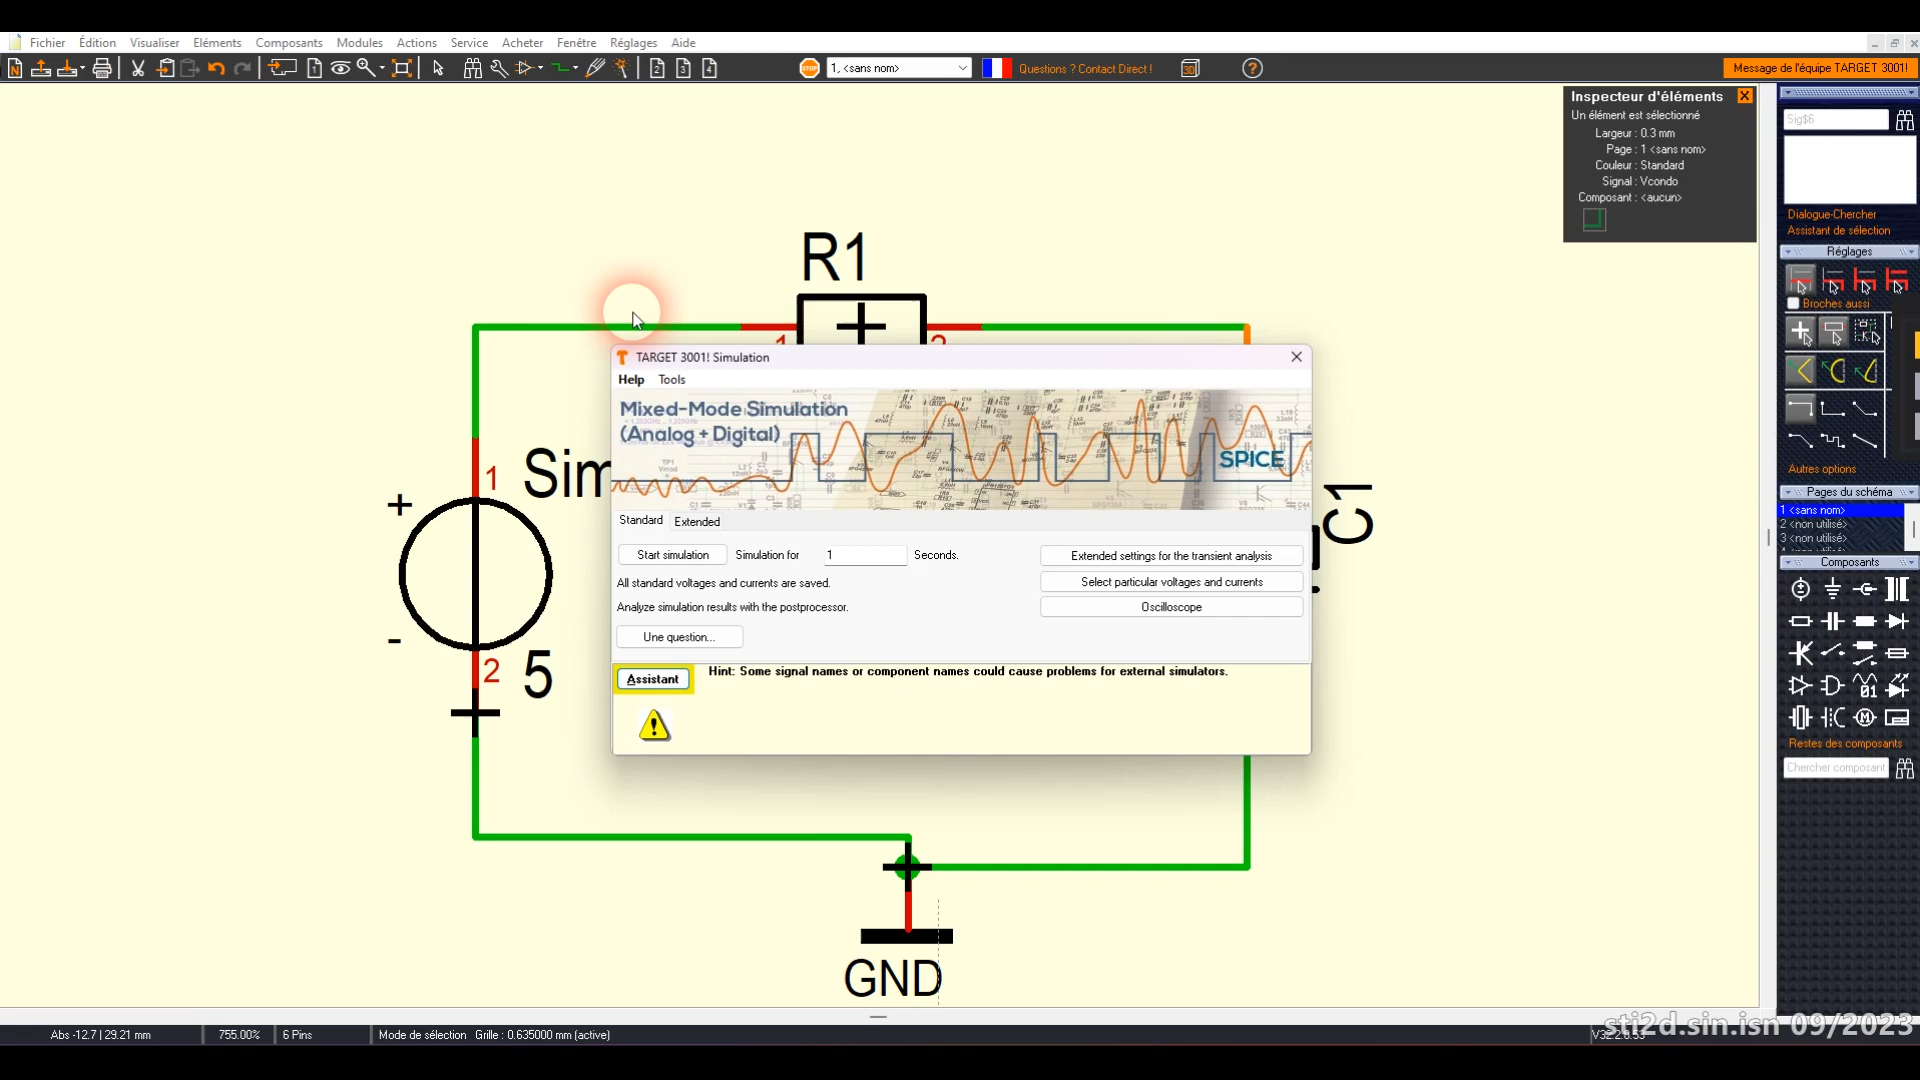 Fichier Édition Visualiser Eléments Composants Modules Actions Service Acheter Fenêtre Réglages Aide
1, <sans nom>
Questions ? Contact Direct !
Message de l'équipe TARGET 3001!
Inspecteur d'éléments
Un élément est sélectionné
Largeur : 0.3 mm
Page : 1 <sans nom>
Couleur : Standard
Signal : Vcondo
Composant : <aucun>
Sig$6
Dialogue-Chercher
Assistant de sélection
Réglages
Broches aussi
Autres options
Pages du schéma
1 <sans nom>
2 <non utilisé>
3 <non utilisé>
Composants
Restes des composants
Chercher composant
R1
1
2
1
Sim
+
-
2
5
C1
GND
TARGET 3001! Simulation
Help Tools
Mixed-Mode Simulation
(Analog + Digital)
SPICE
Standard Extended
Start simulation Simulation for 1 Seconds.
Extended settings for the transient analysis
All standard voltages and currents are saved.
Select particular voltages and currents
Analyze simulation results with the postprocessor.
Oscilloscope
Une question...
Assistant
Hint: Some signal names or component names could cause problems for external simulators.
Abs -12.7 | 29.21 mm 755.00% 6 Pins Mode de sélection Grille : 0.635000 mm (active)
sti2d.sin.isn 09/2023